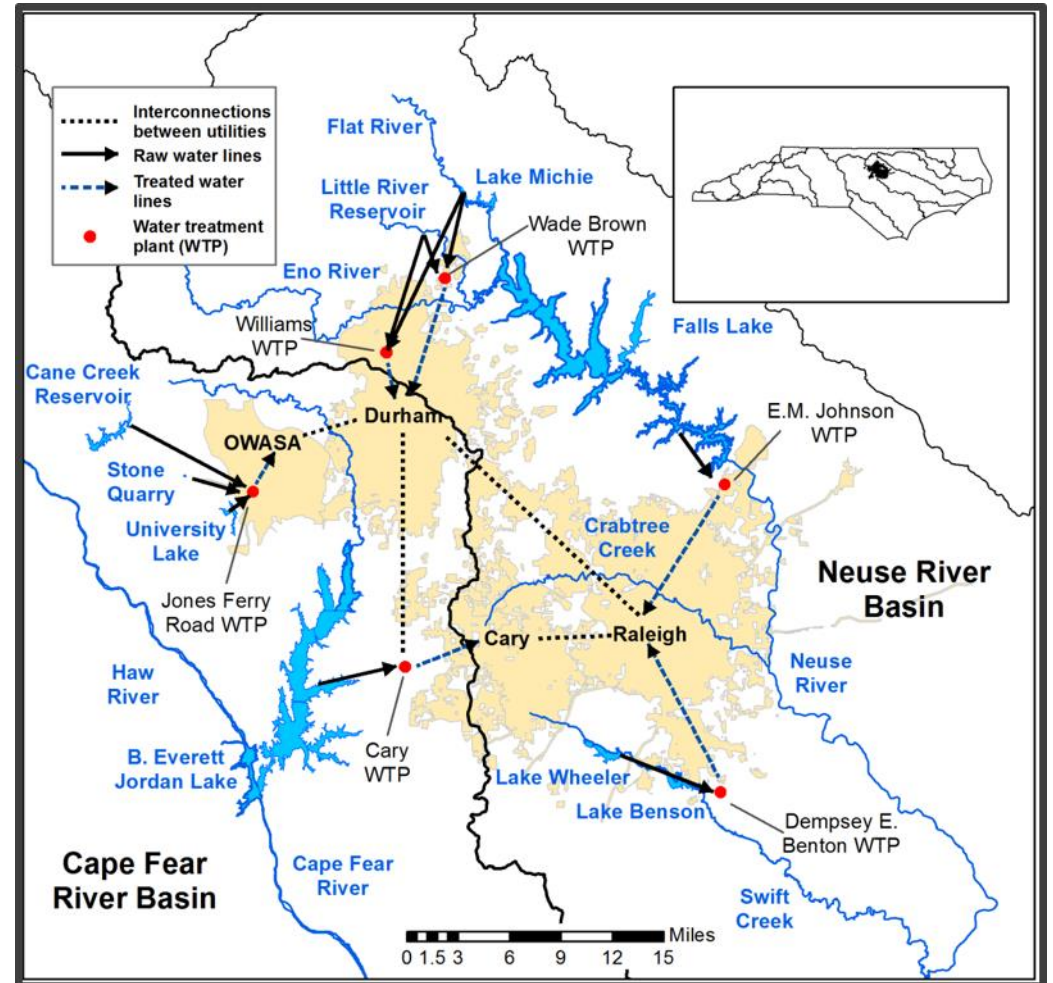 Interconnections
between utilities
Raw water lines
Treated water
lines
Water treatment
plant (WTP)
Flat River
Little River
Reservoir
Lake Michie
Wade Brown
WTP
Eno River
Williams
WTP
Falls Lake
Cane Creek
Reservoir
Durham
OWASA
E.M. Johnson
WTP
Stone
Quarry
University
Lake
Crabtree
Creek
Jones Ferry
Road WTP
Neuse River
Basin
Cary
Raleigh
Haw
River
Neuse
River
B. Everett
Jordan Lake
Cary
WTP
Lake Wheeler
Lake Benson
Dempsey E.
Benton WTP
Cape Fear
River Basin
Cape Fear
River
Swift
Creek
Miles
0 1.5 3 6 9 12 15